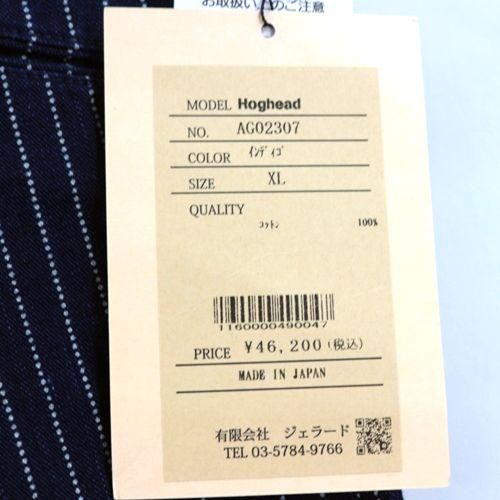 お取扱い上のご注意
MODEL Hoghead
NO. AG02307
COLOR ｲﾝﾃﾞｨｺﾞ
SIZE XL
QUALITY
ｺｯﾄﾝ 100%
1160000490047
PRICE ¥46,200(税込)
MADE IN JAPAN
有限会社 ジェラード
TEL 03-5784-9766